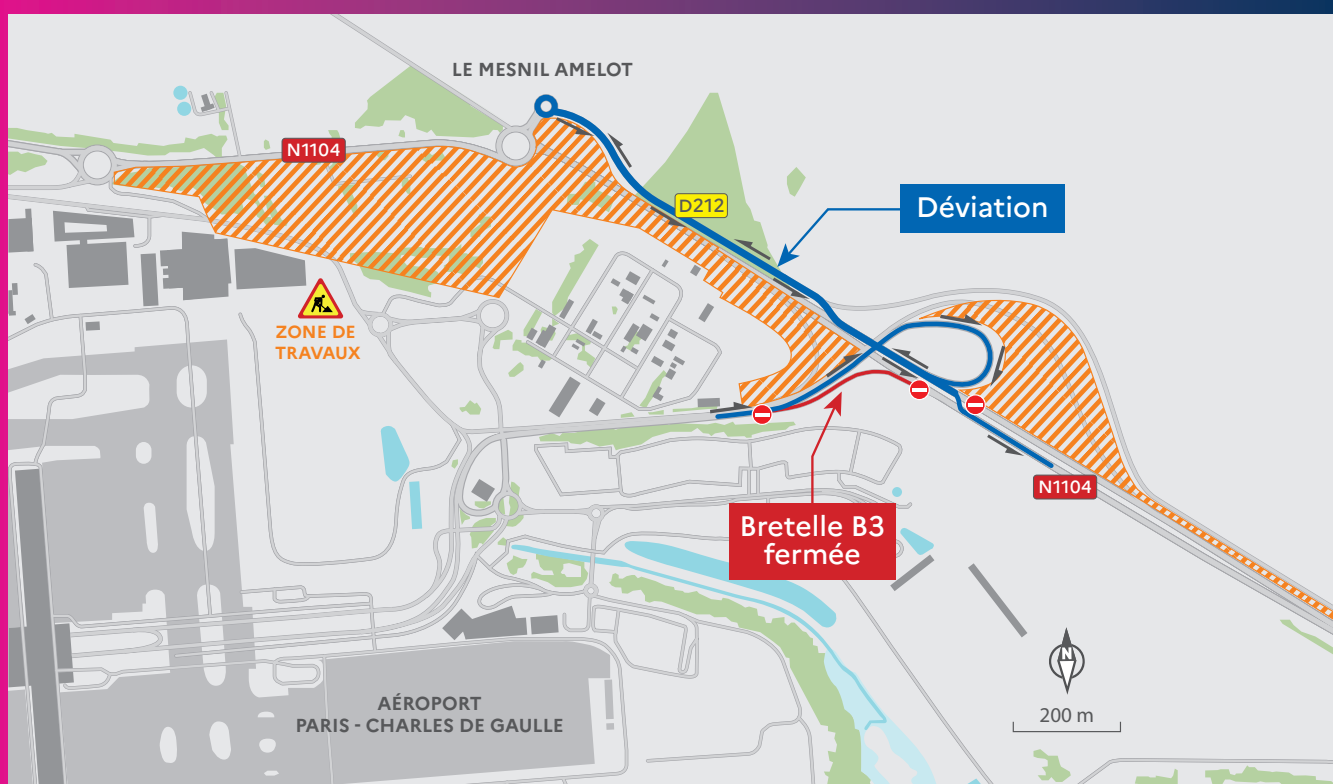 LE MESNIL AMELOT
N1104
D212
Déviation
ZONE DE
TRAVAUX
N1104
Bretelle B3
fermée
N
AÉROPORT
PARIS - CHARLES DE GAULLE
200 m